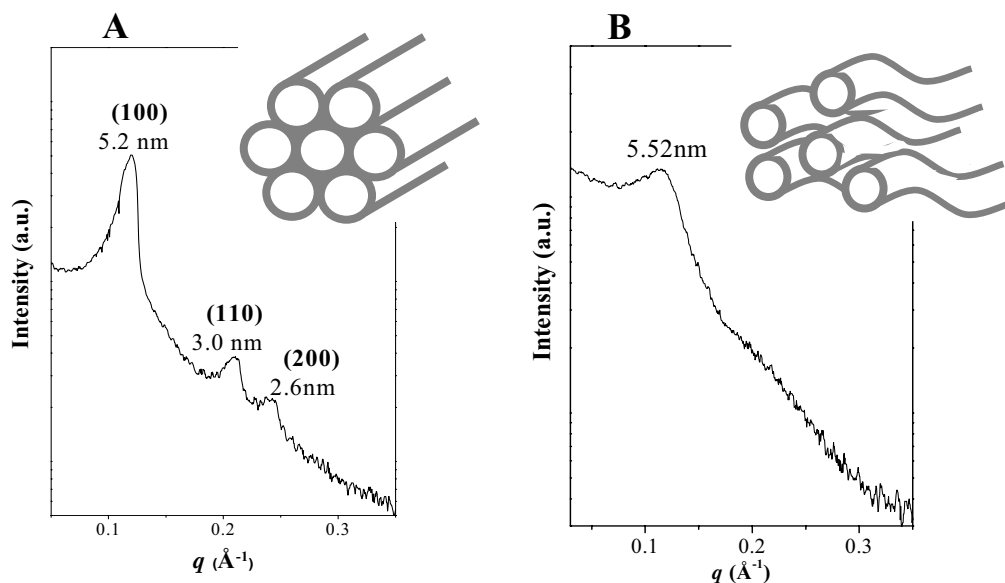 A
(100)
5.2 nm
(110)
3.0 nm
(200)
2.6nm
Intensity (a.u.)
0.1
0.2
0.3
q (Å-1)
B
5.52nm
Intensity (a.u.)
0.1
0.2
0.3
q (Å-1)